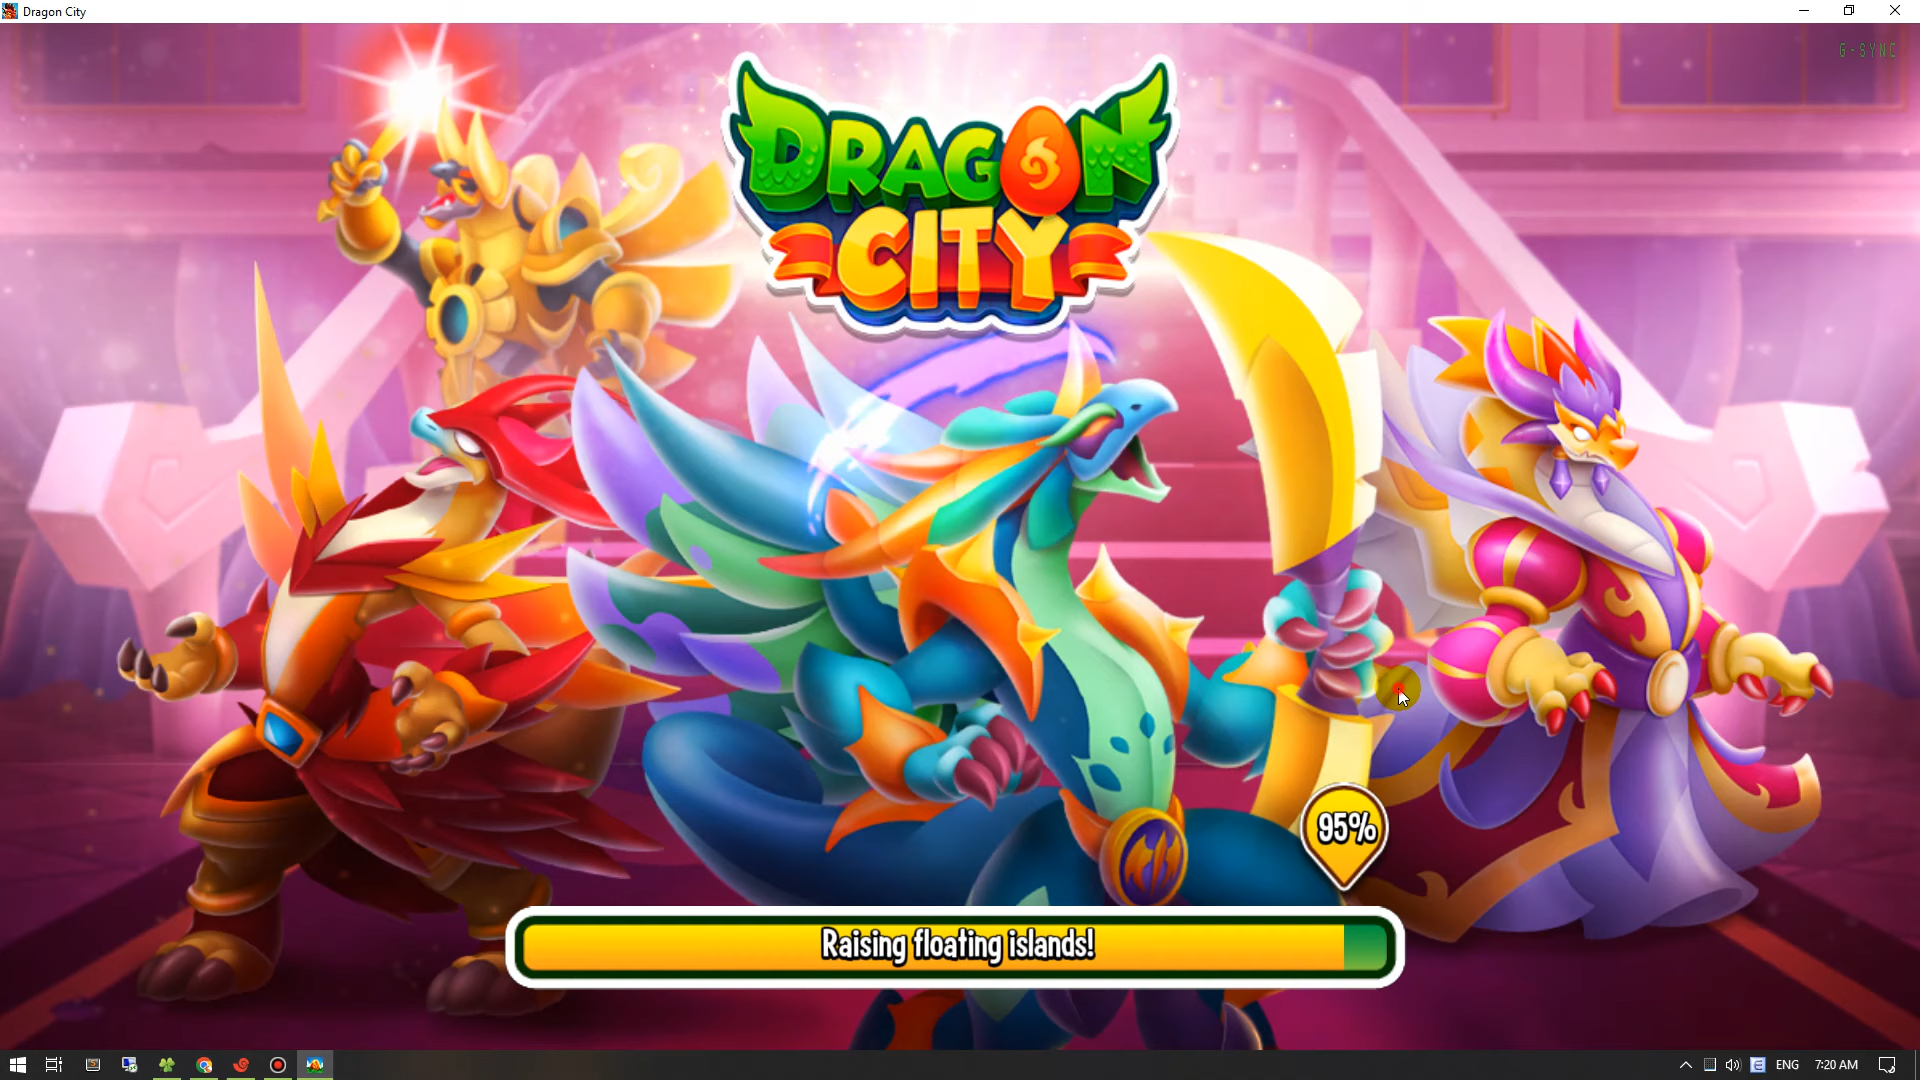 Dragon City
G-SYNC
DRAGON
CITY
95%
Raising floating islands!
ENG
7:20 AM